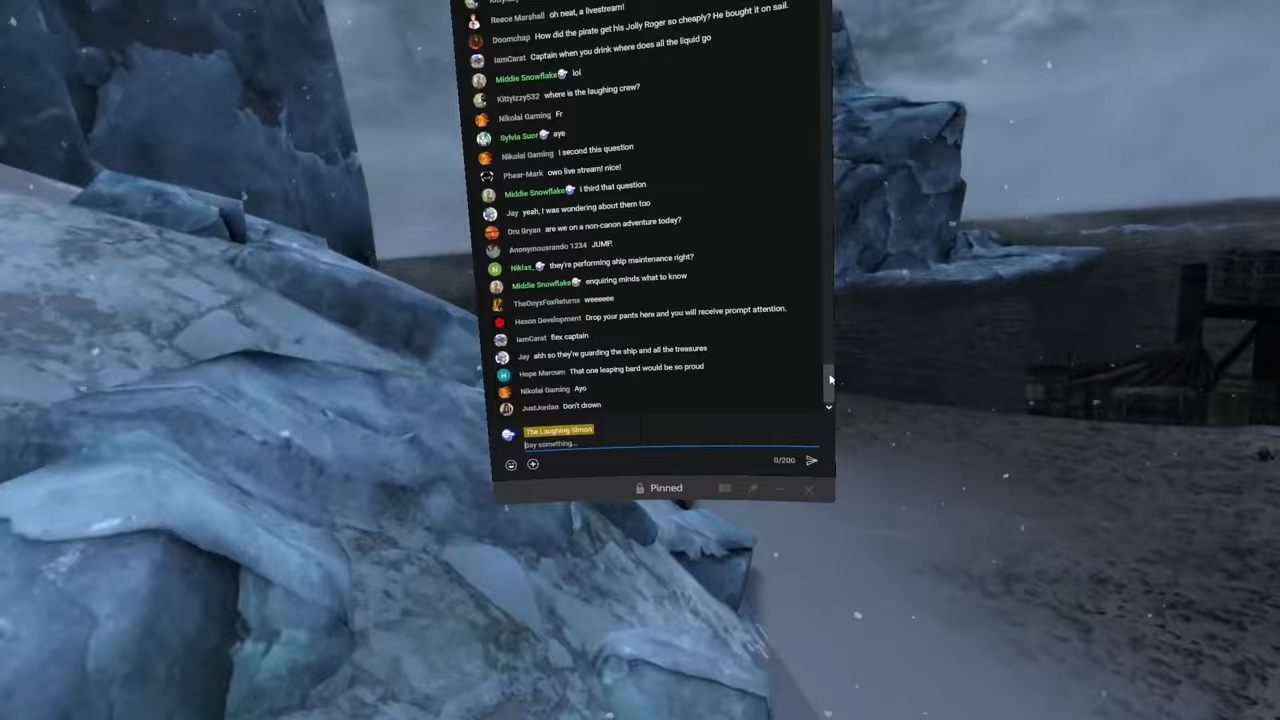 Reece Marshall oh neat, a livestream!
Doomchap How did the pirate get his Jolly Roger so cheaply? He bought it on sail.
IamCarat Captain when you drink where does all the liquid go
Middie Snowflake lol
KittyIzzy532 where is the laughing crew?
Nikolai Gaming Fr
Sylvia Suor aye
Nikolai Gaming I second this question
Phear-Mark owo live stream! nice!
Middie Snowflake i third that question
Jay yeah, I was wondering about them too
Dru Bryan are we on a non-canon adventure today?
Anonymousrando 1234 JUMP.
Niklas_ they're performing ship maintenance right?
Middie Snowflake enquiring minds what to know
TheOnyxFoxReturns weeeeee
Hexon Development Drop your pants here and you will receive prompt attention.
IamCarat flex captain
Jay ahh so they're guarding the ship and all the treasures
Hope Marcum That one leaping bard would be so proud
Nikolai Gaming Ayo
JustJordan Don't drown
The Laughing Simon
Say something...
0/200
Pinned